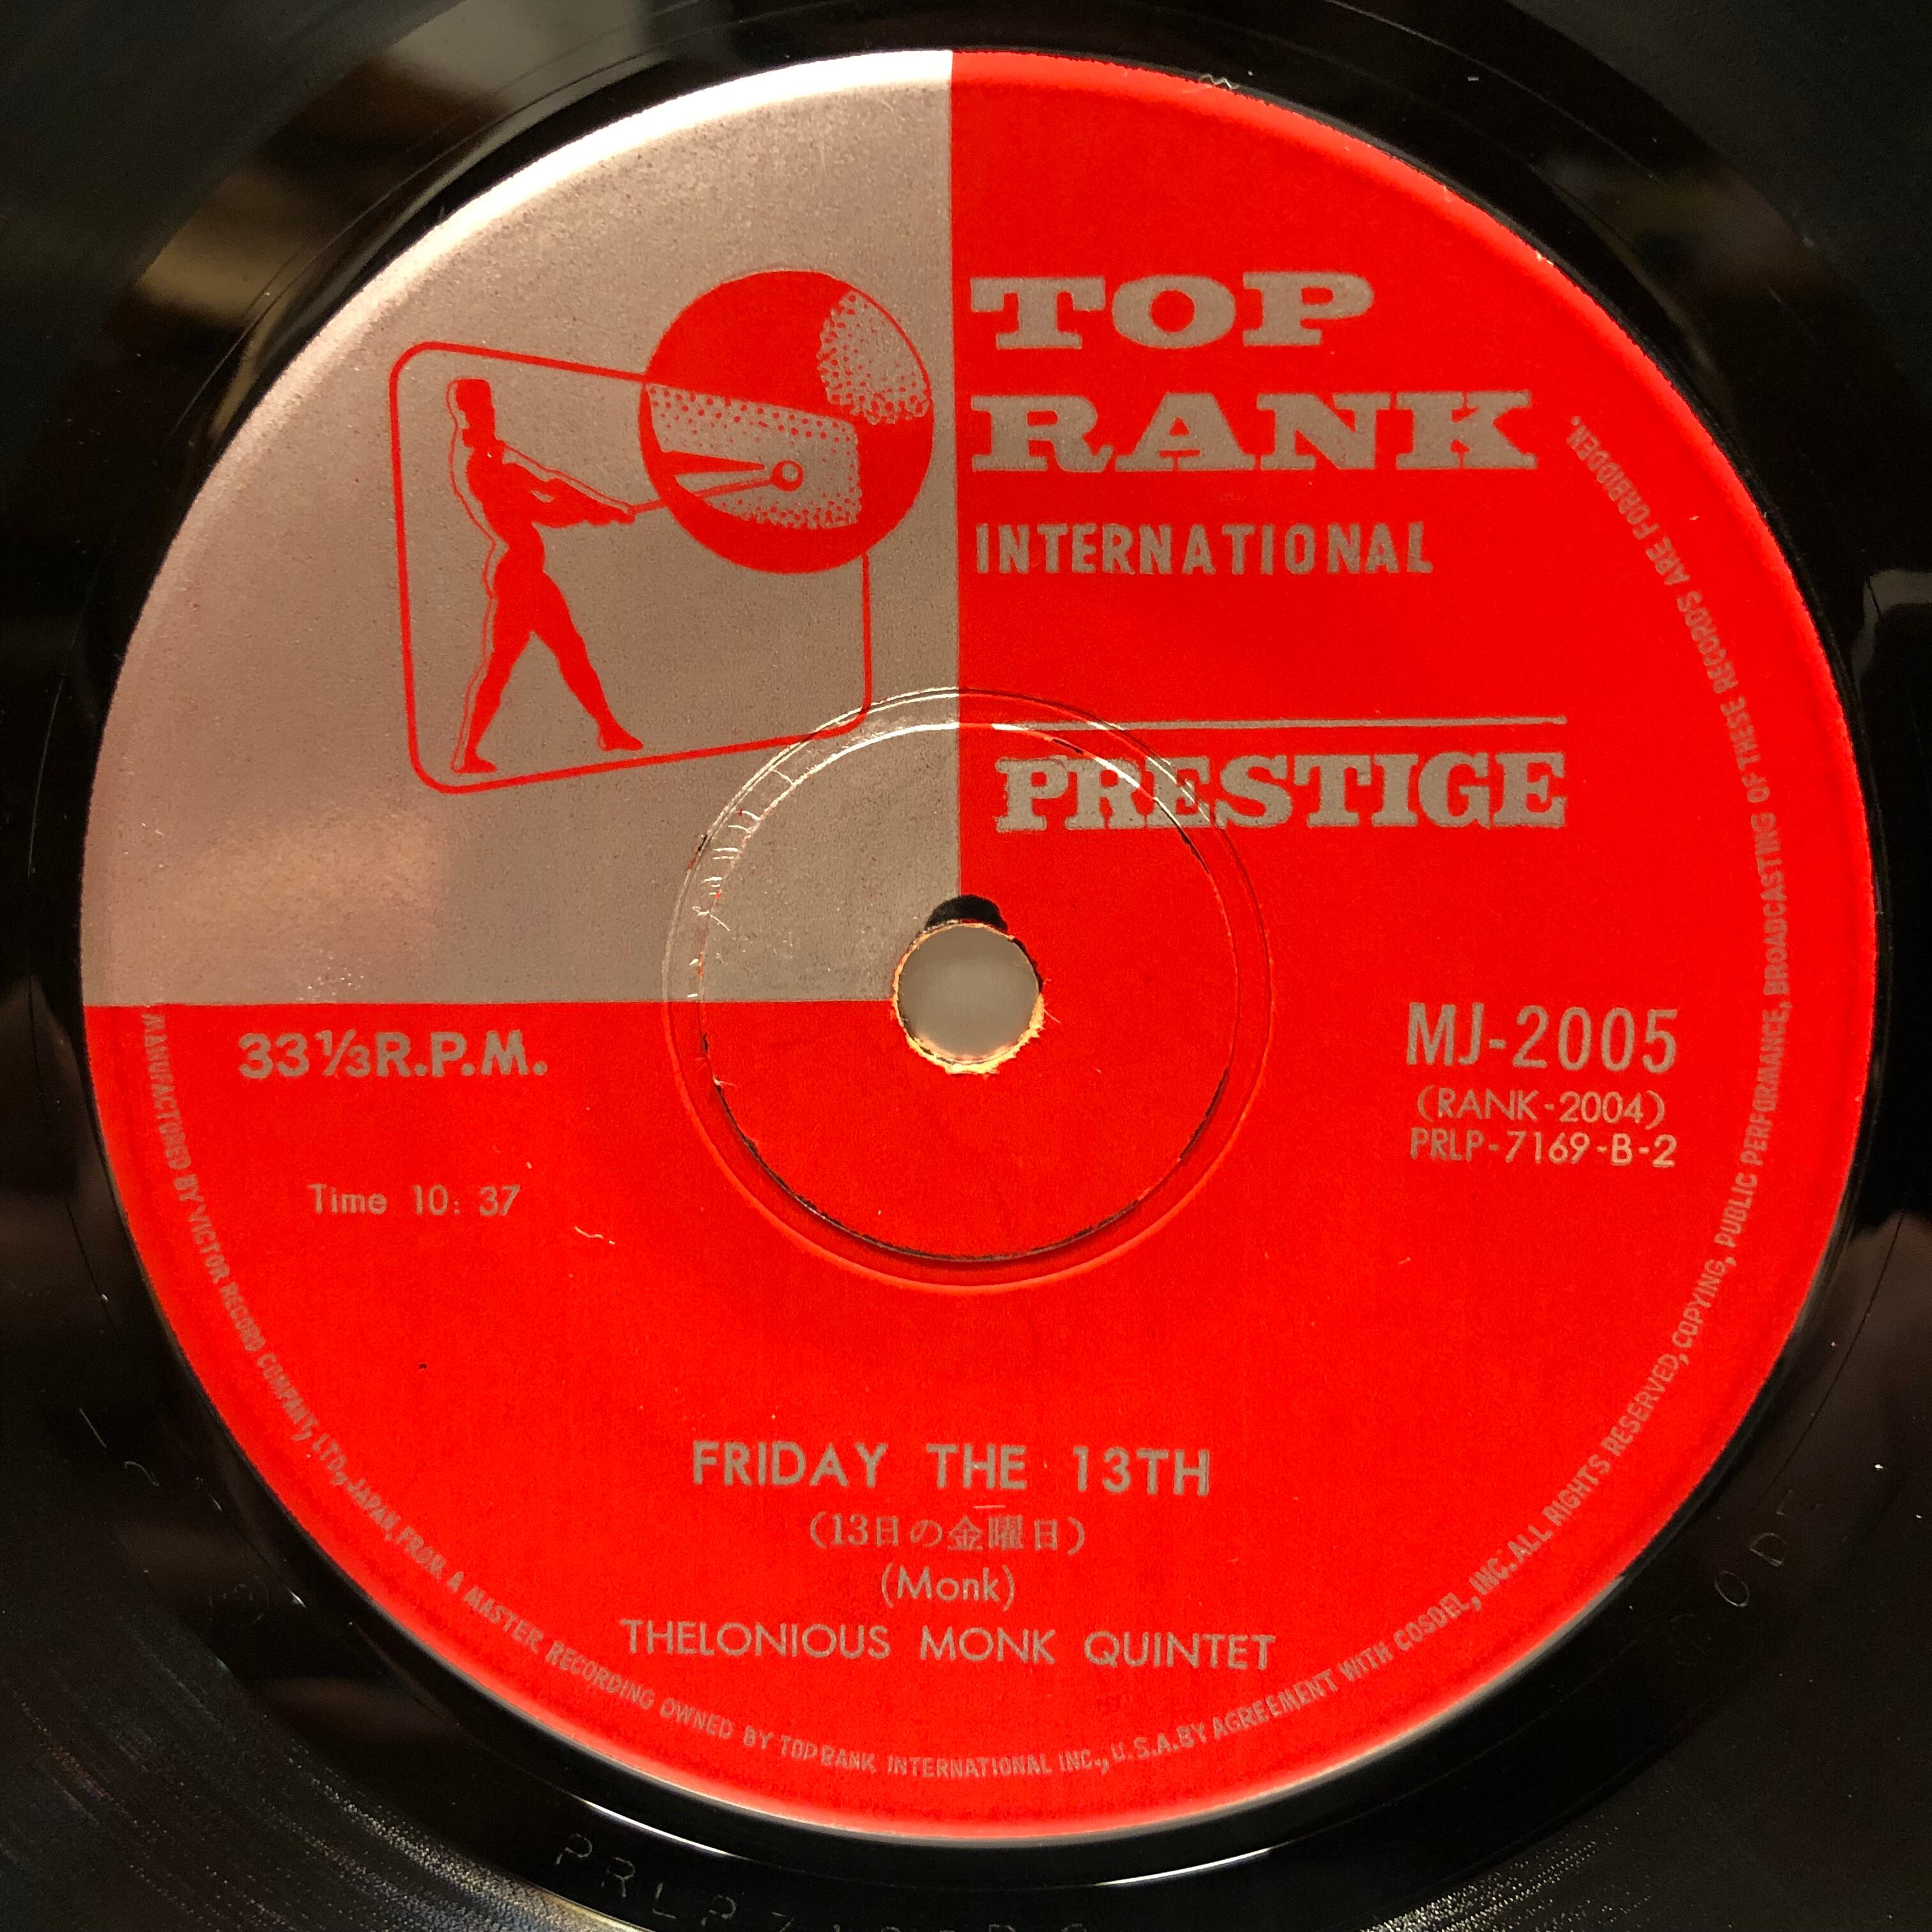 TOP
RANK
INTERNATIONAL
PRESTIGE
33⅓R.P.M.
MJ-2005
(RANK-2004)
PRLP-7169-B-2
Time 10: 37
FRIDAY THE 13TH
(13日の金曜日)
(Monk)
THELONIOUS MONK QUINTET
MANUFACTORED BY VICTOR RECORD COMPANY, LTD., JAPAN, FROM A MASTER RECORDING OWNED BY TOP RANK INTERNATIONAL INC., U.S.A. BY AGREEMENT WITH COSDEL, INC. ALL RIGHTS RESERVED, COPYING, PUBLIC PERFORMANCE, BROADCASTING OF THESE RECORDS ARE FORBIDDEN.